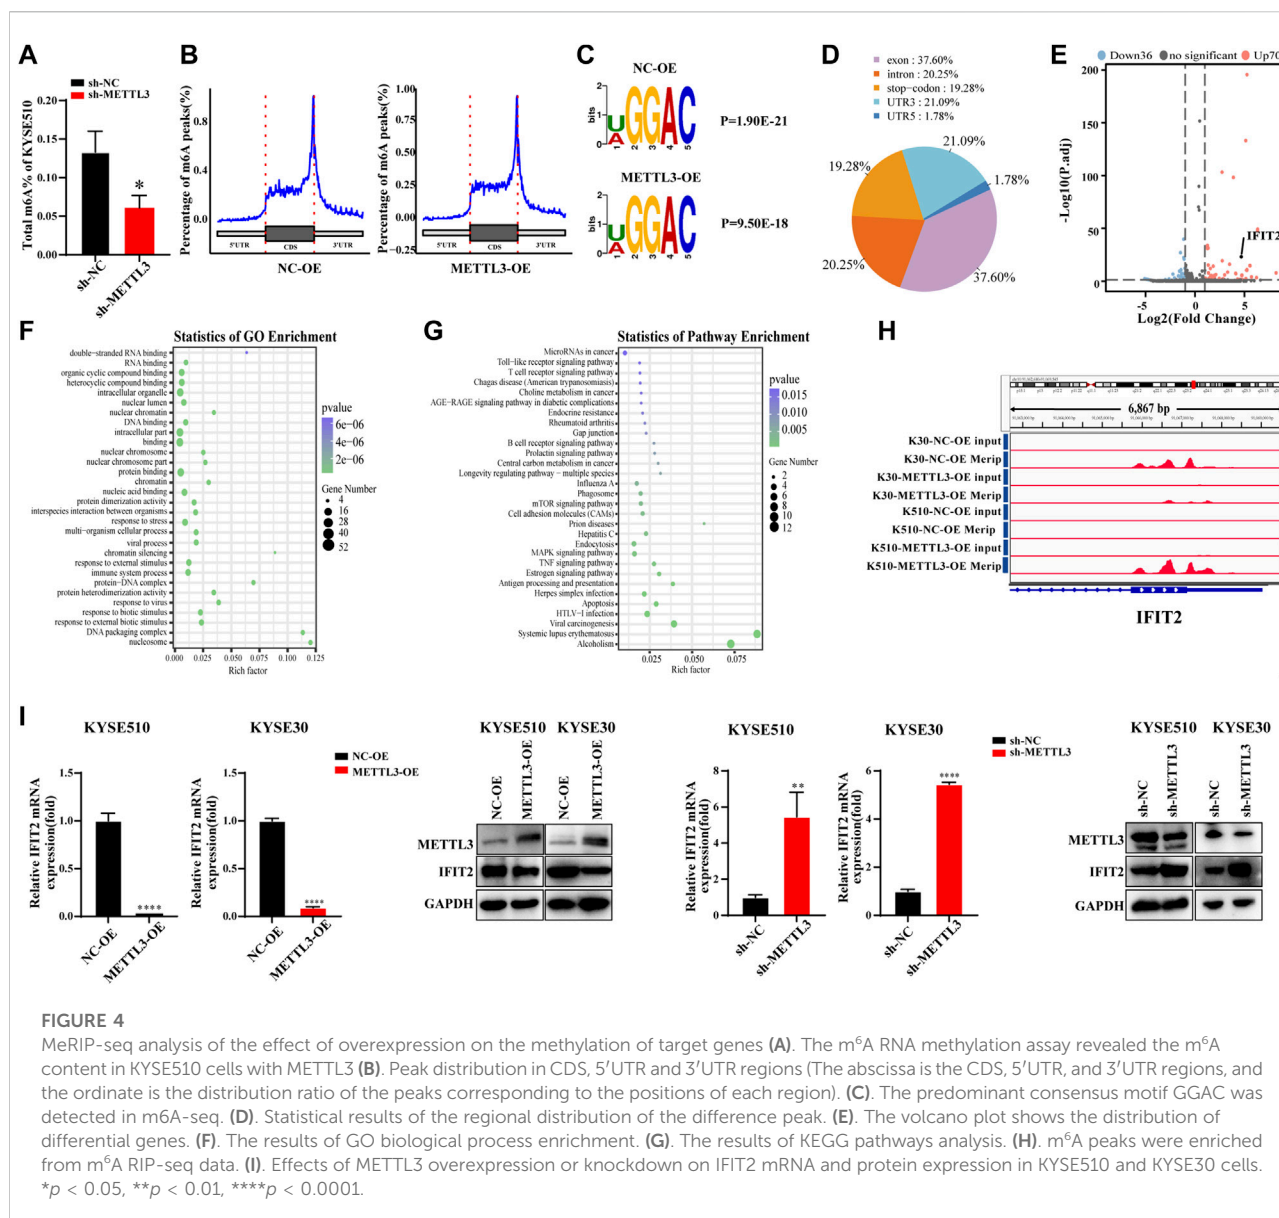 A
sh-NC
sh-METTL3
Total m6A% of KYSE510
0.20
0.15
0.10
0.05
0.00
*
sh-NC
sh-METTL3
B
Percentage of m6A peaks(%)
1.0
0.8
0.6
0.4
0.2
0.0
5'UTR
CDS
3'UTR
NC-OE
Percentage of m6A peaks(%)
1.00
0.75
0.50
0.25
0.00
−0.25
5'UTR
CDS
3'UTR
METTL3-OE
C
NC-OE
bits
2
1
0
U
A
GGAC
1 2 3 4 5
P=1.90E-21
METTL3-OE
bits
2
1
0
U
A
GGAC
1 2 3 4 5
P=9.50E-18
D
exon : 37.60%
intron : 20.25%
stop−codon : 19.28%
UTR3 : 21.09%
UTR5 : 1.78%
21.09%
19.28%
1.78%
20.25%
37.60%
E
Down36
no significant
Up70
-Log10(P.adj)
200
150
100
50
0
IFIT2
-5
0
5
Log2(Fold Change)
F
Statistics of GO Enrichment
double−stranded RNA binding
RNA binding
organic cyclic compound binding
heterocyclic compound binding
intracellular organelle
nuclear lumen
nuclear chromatin
DNA binding
intracellular part
binding
nuclear chromosome
nuclear chromosome part
protein binding
chromatin
nucleic acid binding
protein dimerization activity
interspecies interaction between organisms
response to stress
multi−organism cellular process
viral process
chromatin silencing
response to external stimulus
immune system process
protein−DNA complex
protein heterodimerization activity
response to virus
response to biotic stimulus
response to external biotic stimulus
DNA packaging complex
nucleosome
0.000
0.025
0.050
0.075
0.100
0.125
Rich factor
pvalue
6e−06
4e−06
2e−06
Gene Number
4
16
28
40
52
G
Statistics of Pathway Enrichment
MicroRNAs in cancer
Toll−like receptor signaling pathway
T cell receptor signaling pathway
Chagas disease (American trypanosomiasis)
Choline metabolism in cancer
AGE−RAGE signaling pathway in diabetic complications
Endocrine resistance
Rheumatoid arthritis
Gap junction
B cell receptor signaling pathway
Prolactin signaling pathway
Central carbon metabolism in cancer
Longevity regulating pathway − multiple species
Influenza A
Phagosome
mTOR signaling pathway
Cell adhesion molecules (CAMs)
Prion diseases
Hepatitis C
Endocytosis
MAPK signaling pathway
TNF signaling pathway
Estrogen signaling pathway
Antigen processing and presentation
Herpes simplex infection
Apoptosis
HTLV−I infection
Viral carcinogenesis
Systemic lupus erythematosus
Alcoholism
0.025
0.050
0.075
Rich factor
pvalue
0.015
0.010
0.005
Gene Number
2
4
6
8
10
12
H
6,867 bp
K30-NC-OE input
K30-NC-OE Merip
K30-METTL3-OE input
K30-METTL3-OE Merip
K510-NC-OE input
K510-NC-OE Merip
K510-METTL3-OE input
K510-METTL3-OE Merip
IFIT2
I
KYSE510
Relative IFIT2 mRNA
expression(fold)
1.5
1.0
0.5
0.0
****
NC-OE
METTL3-OE
KYSE30
Relative IFIT2 mRNA
expression(fold)
1.5
1.0
0.5
0.0
****
NC-OE
METTL3-OE
NC-OE
METTL3-OE
KYSE510 KYSE30
NC-OE
METTL3-OE
NC-OE
METTL3-OE
METTL3
IFIT2
GAPDH
KYSE510
Relative IFIT2 mRNA
expression(fold)
8
6
4
2
0
**
sh-NC
sh-METTL3
KYSE30
Relative IFIT2 mRNA
expression(fold)
6
4
2
0
****
sh-NC
sh-METTL3
sh-NC
sh-METTL3
KYSE510 KYSE30
sh-NC
sh-METTL3
sh-NC
sh-METTL3
METTL3
IFIT2
GAPDH
FIGURE 4
MeRIP-seq analysis of the effect of overexpression on the methylation of target genes (A). The m⁶A RNA methylation assay revealed the m⁶A
content in KYSE510 cells with METTL3 (B). Peak distribution in CDS, 5′UTR and 3′UTR regions (The abscissa is the CDS, 5′UTR, and 3′UTR regions, and
the ordinate is the distribution ratio of the peaks corresponding to the positions of each region). (C). The predominant consensus motif GGAC was
detected in m6A-seq. (D). Statistical results of the regional distribution of the difference peak. (E). The volcano plot shows the distribution of
differential genes. (F). The results of GO biological process enrichment. (G). The results of KEGG pathways analysis. (H). m⁶A peaks were enriched
from m⁶A RIP-seq data. (I). Effects of METTL3 overexpression or knockdown on IFIT2 mRNA and protein expression in KYSE510 and KYSE30 cells.
*p < 0.05, **p < 0.01, ****p < 0.0001.